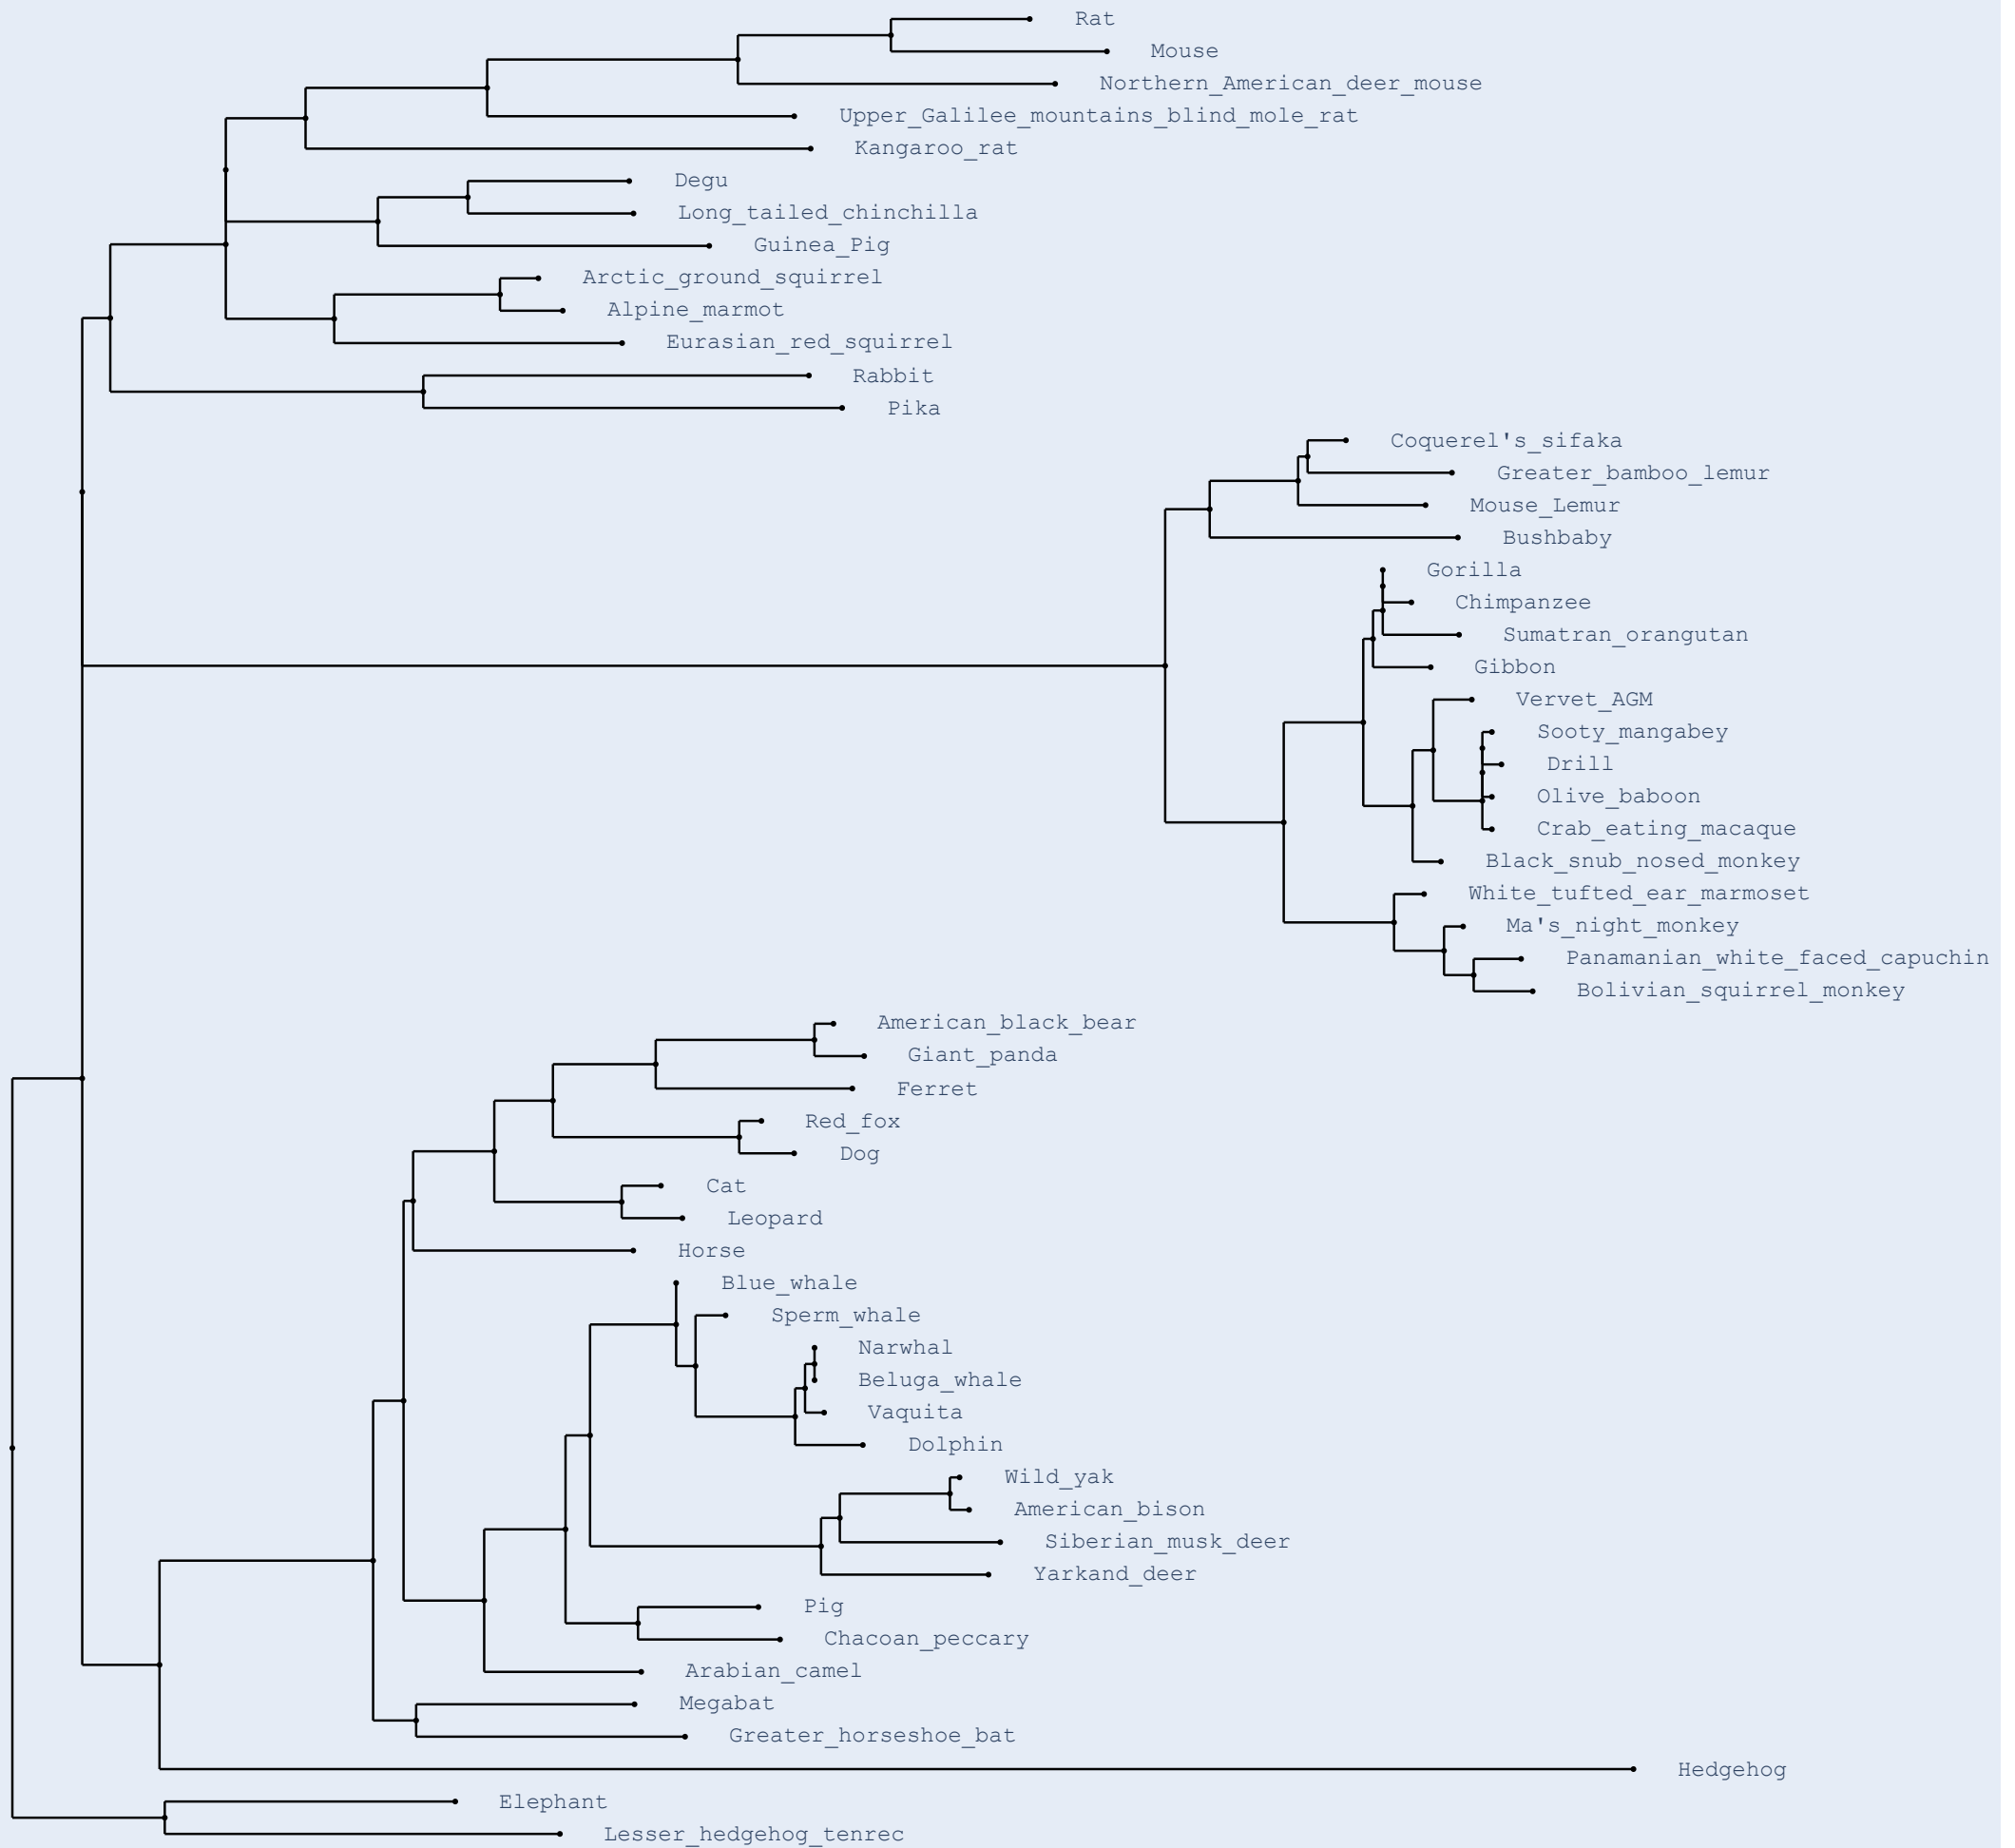 Rat
Mouse
Northern_American_deer_mouse
Upper_Galilee_mountains_blind_mole_rat
Kangaroo_rat
Degu
Long_tailed_chinchilla
Guinea_Pig
Arctic_ground_squirrel
Alpine_marmot
Eurasian_red_squirrel
Rabbit
Pika
Coquerel's_sifaka
Greater_bamboo_lemur
Mouse_Lemur
Bushbaby
Gorilla
Chimpanzee
Sumatran_orangutan
Gibbon
Vervet_AGM
Sooty_mangabey
Drill
Olive_baboon
Crab_eating_macaque
Black_snub_nosed_monkey
White_tufted_ear_marmoset
Ma's_night_monkey
Panamanian_white_faced_capuchin
Bolivian_squirrel_monkey
American_black_bear
Giant_panda
Ferret
Red_fox
Dog
Cat
Leopard
Horse
Blue_whale
Sperm_whale
Narwhal
Beluga_whale
Vaquita
Dolphin
Wild_yak
American_bison
Siberian_musk_deer
Yarkand_deer
Pig
Chacoan_peccary
Arabian_camel
Megabat
Greater_horseshoe_bat
Hedgehog
Elephant
Lesser_hedgehog_tenrec